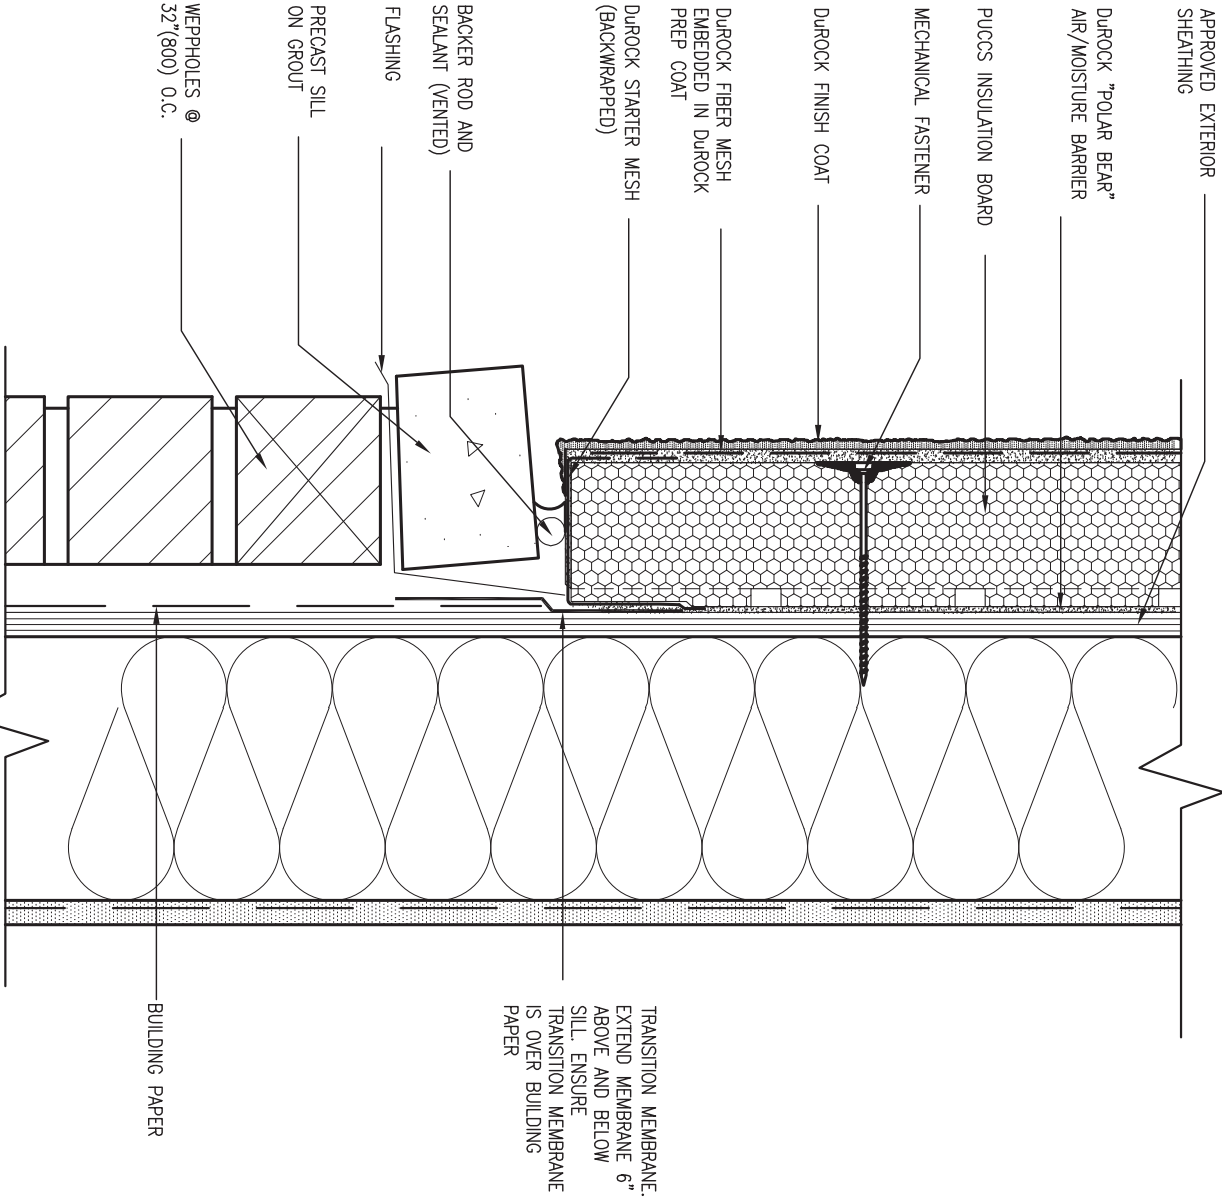 APPROVED EXTERIOR
SHEATHING
DuROCK "POLAR BEAR"
AIR/MOISTURE BARRIER
PUCCS INSULATION BOARD
MECHANICAL FASTENER
DuROCK FINISH COAT
DuROCK FIBER MESH
EMBEDDED IN DuROCK
PREP COAT
DuROCK STARTER MESH
(BACKWRAPPED)
BACKER ROD AND
SEALANT (VENTED)
FLASHING
PRECAST SILL
ON GROUT
WEPPHOLES @
32"(800) O.C.
TRANSITION MEMBRANE.
EXTEND MEMBRANE 6"
ABOVE AND BELOW
SILL. ENSURE
TRANSITION MEMBRANE
IS OVER BUILDING
PAPER
BUILDING PAPER